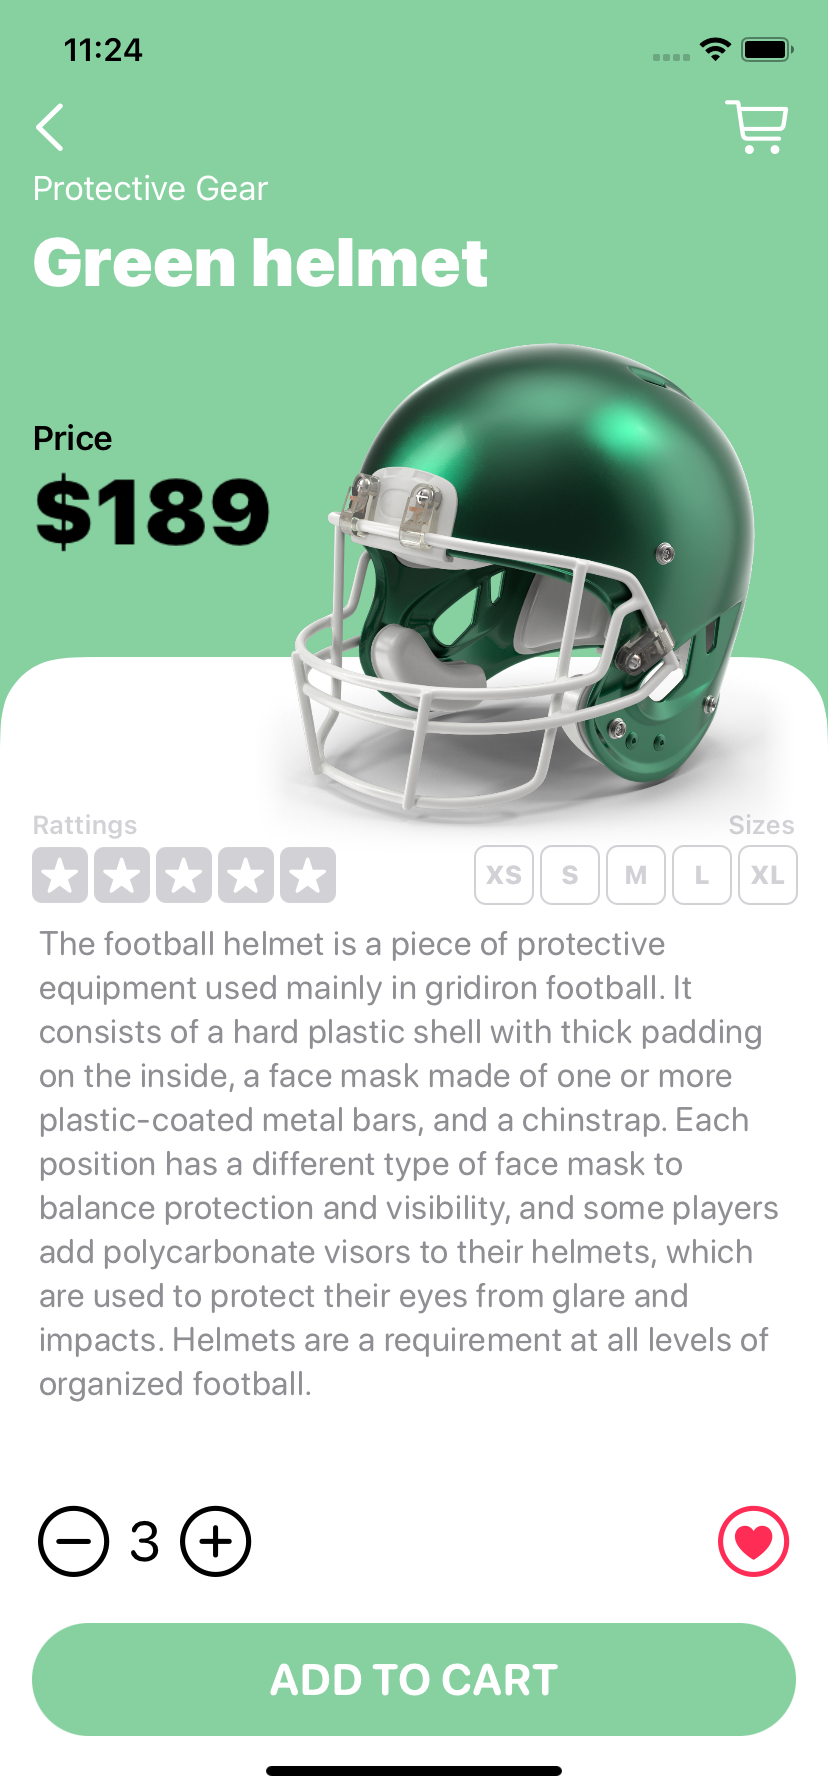 11:24
Protective Gear
Green helmet
Price
$189
Rattings
Sizes
XS S M L XL
The football helmet is a piece of protective
equipment used mainly in gridiron football. It
consists of a hard plastic shell with thick padding
on the inside, a face mask made of one or more
plastic-coated metal bars, and a chinstrap. Each
position has a different type of face mask to
balance protection and visibility, and some players
add polycarbonate visors to their helmets, which
are used to protect their eyes from glare and
impacts. Helmets are a requirement at all levels of
organized football.
3
ADD TO CART